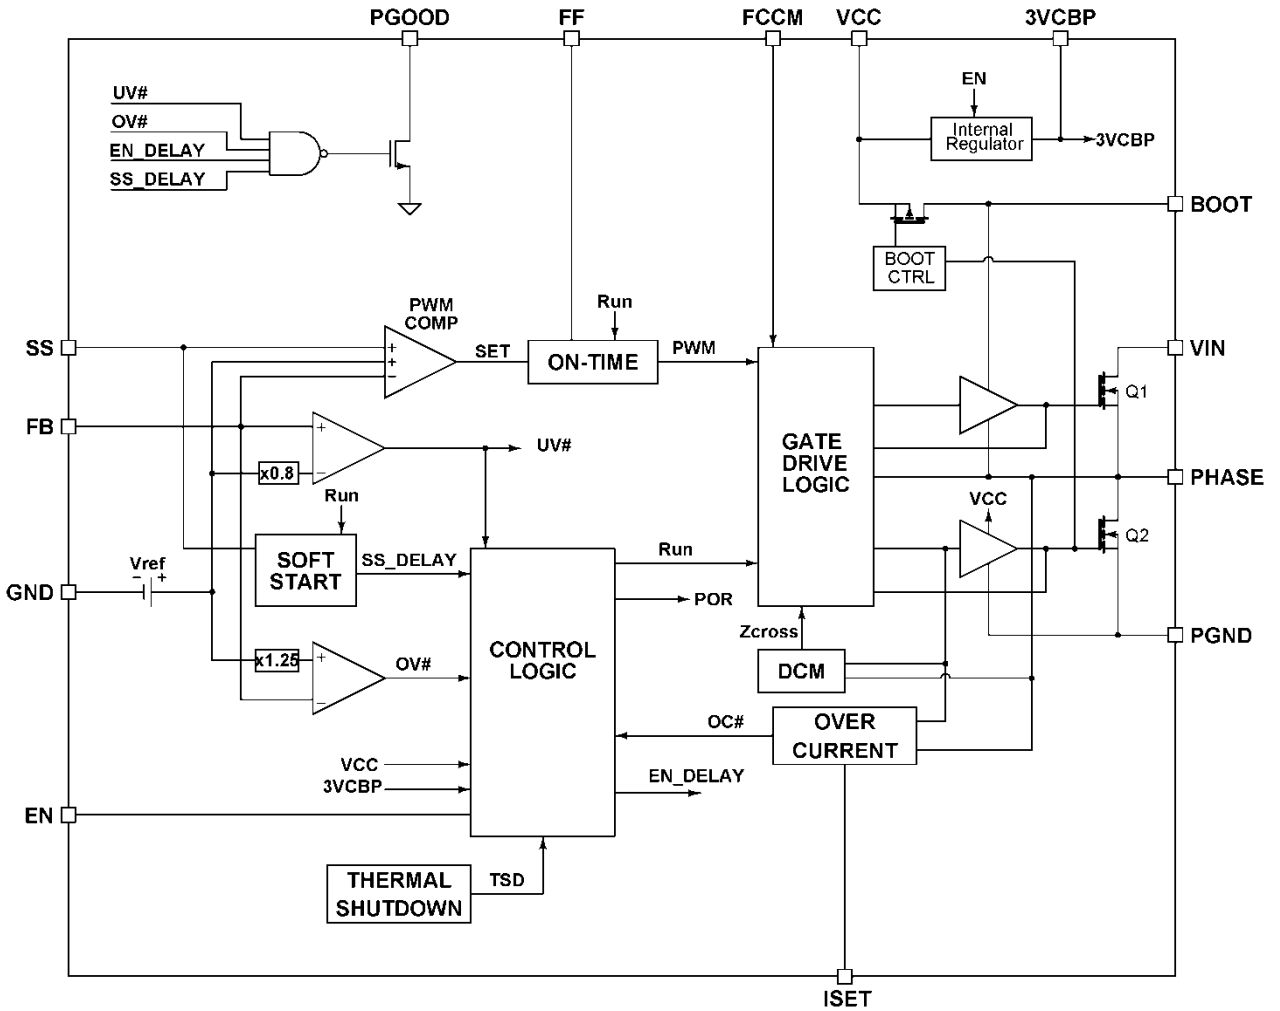 PGOOD
FF
FCCM
VCC
3VCBP
UV#
OV#
EN_DELAY
SS_DELAY
EN
Internal
Regulator
3VCBP
BOOT
BOOT
CTRL
PWM
COMP
Run
SS
+
+
−
SET
ON-TIME
PWM
VIN
Q1
FB
+
−
x0.8
UV#
GATE
DRIVE
LOGIC
PHASE
Run
VCC
Q2
SOFT
START
SS_DELAY
Run
Vref
− +
GND
POR
Zcross
PGND
CONTROL
LOGIC
x1.25
+
−
OV#
DCM
OC#
OVER
CURRENT
VCC
3VCBP
EN_DELAY
EN
THERMAL
SHUTDOWN
TSD
ISET